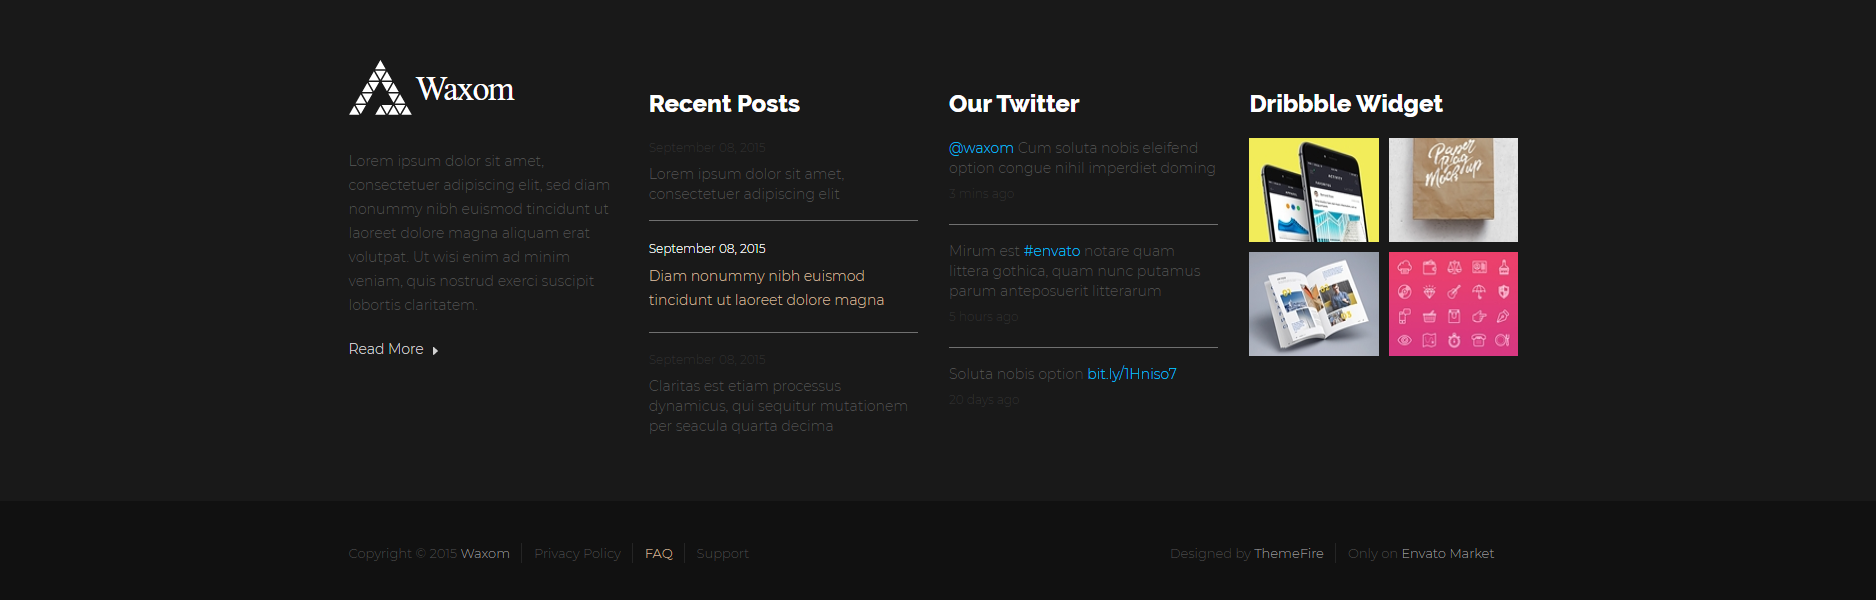 Waxom
Lorem ipsum dolor sit amet,
consectetuer adipiscing elit, sed diam
nonummy nibh euismod tincidunt ut
laoreet dolore magna aliquam erat
volutpat. Ut wisi enim ad minim
veniam, quis nostrud exerci suscipit
lobortis claritatem.
Read More
Recent Posts
September 08, 2015
Lorem ipsum dolor sit amet,
consectetuer adipiscing elit
September 08, 2015
Diam nonummy nibh euismod
tincidunt ut laoreet dolore magna
September 08, 2015
Claritas est etiam processus
dynamicus, qui sequitur mutationem
per seacula quarta decima
Our Twitter
@waxom Cum soluta nobis eleifend
option congue nihil imperdiet doming
3 mins ago
Mirum est #envato notare quam
littera gothica, quam nunc putamus
parum anteposuerit litterarum
5 hours ago
Soluta nobis option bit.ly/1Hniso7
20 days ago
Dribbble Widget
Paper
Bag
Mockup
Copyright © 2015 Waxom
Privacy Policy
FAQ
Support
Designed by ThemeFire
Only on Envato Market